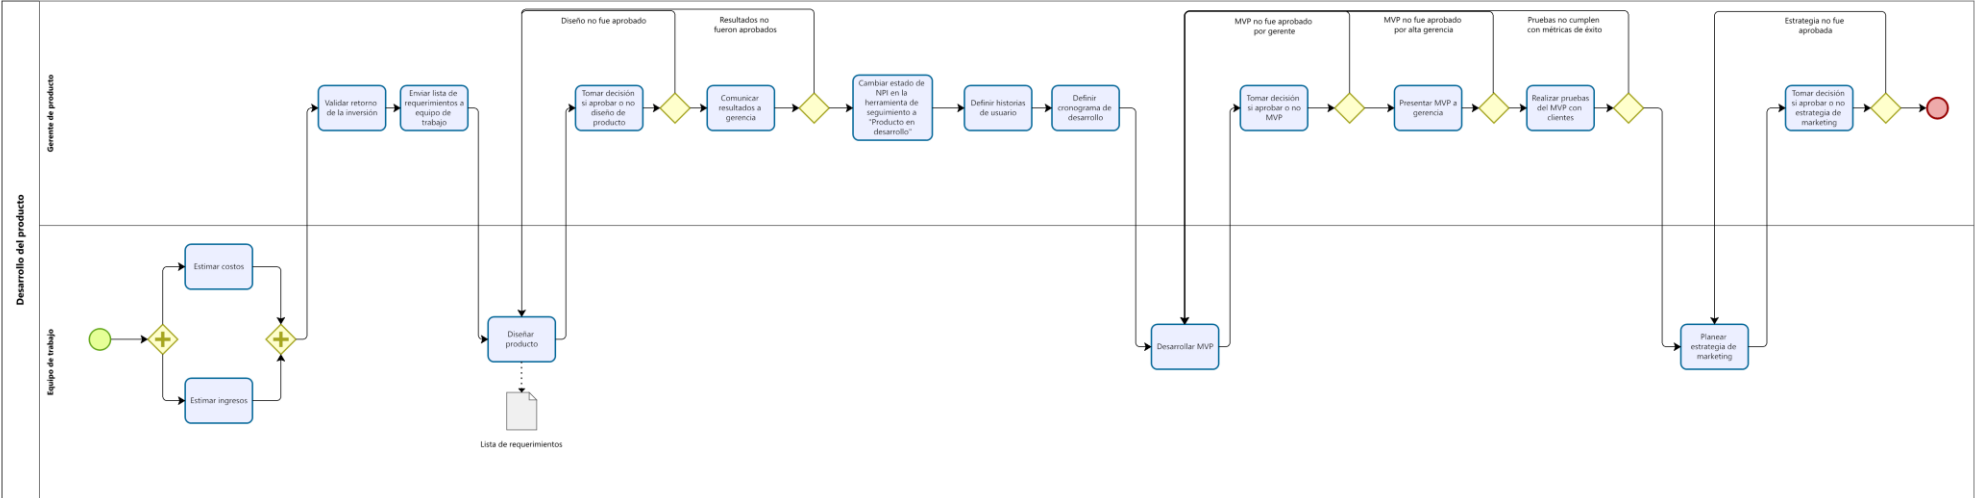 Desarrollo del producto
Gerente de producto
Equipo de trabajo
Diseño no fue aprobado
Resultados no
fueron aprobados
MVP no fue aprobado
por gerente
MVP no fue aprobado
por alta gerencia
Pruebas no cumplen
con métricas de éxito
Estrategia no fue
aprobada
Validar retorno
de la inversión
Enviar lista de
requerimientos a
equipo de
trabajo
Tomar decisión
si aprobar o no
diseño de
producto
Comunicar
resultados a
gerencia
Cambiar estado de
NPI en la
herramienta de
seguimiento a
"Producto en
desarrollo"
Definir historias
de usuario
Definir
cronograma de
desarrollo
Tomar decisión
si aprobar o no
MVP
Presentar MVP a
gerencia
Realizar pruebas
del MVP con
clientes
Tomar decisión
si aprobar o no
estrategia de
marketing
Estimar costos
Estimar ingresos
Diseñar
producto
Lista de requerimientos
Desarrollar MVP
Planear
estrategia de
marketing